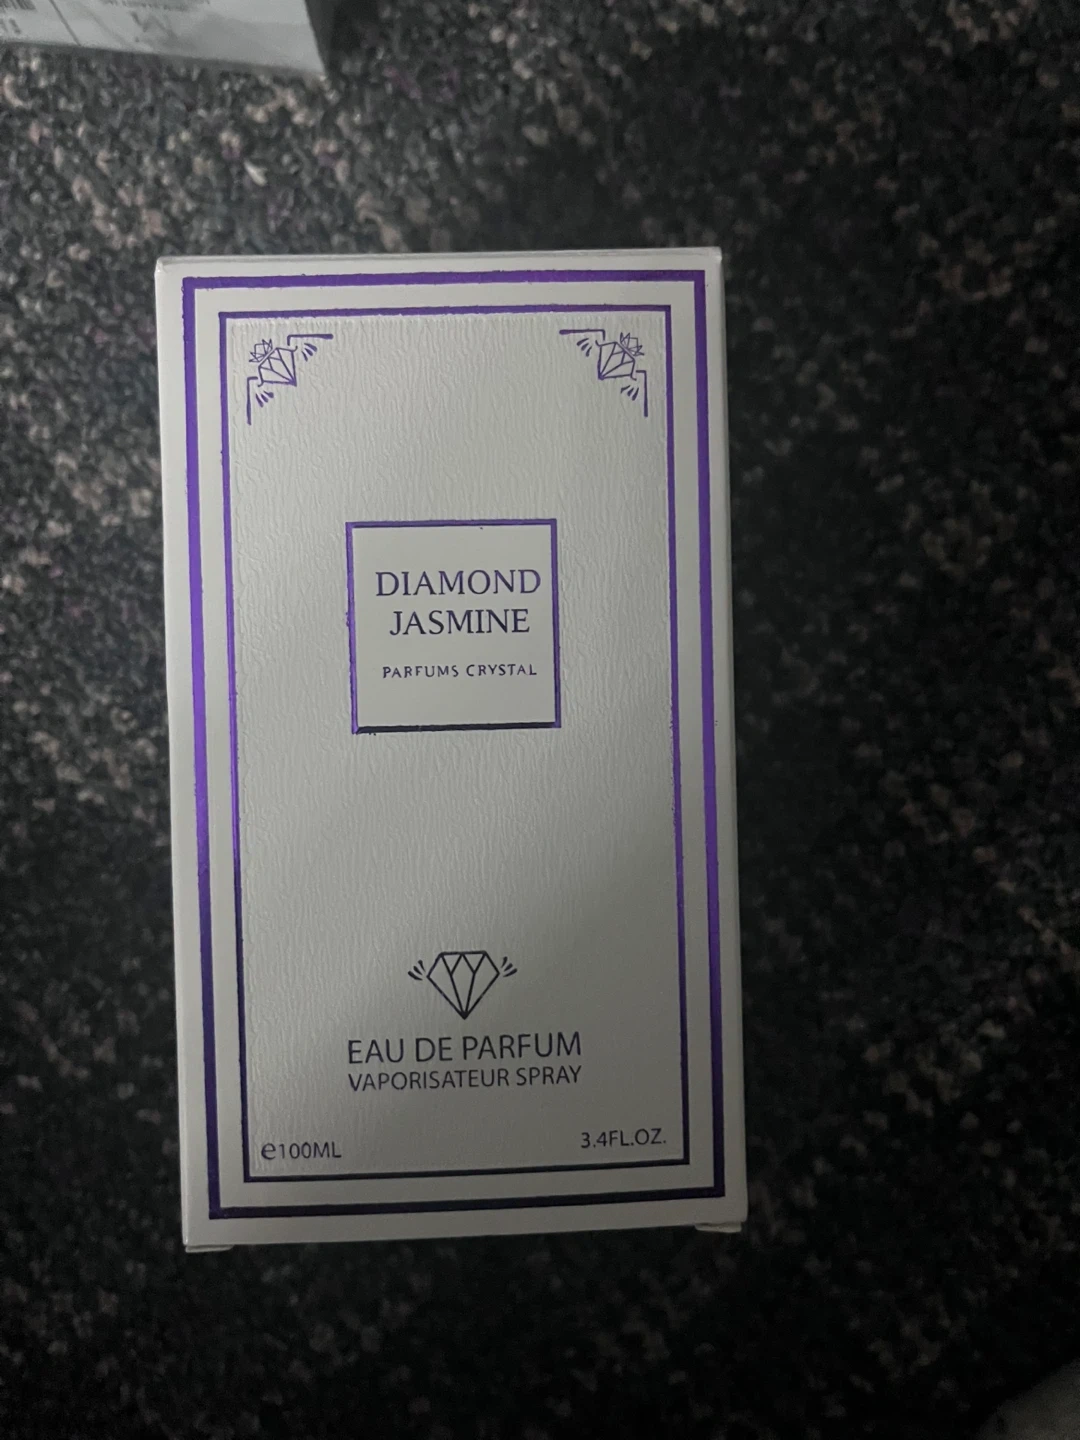 DIAMOND
JASMINE
PARFUMS CRYSTAL
EAU DE PARFUM
VAPORISATEUR SPRAY
℮100ML
3.4FL.OZ.